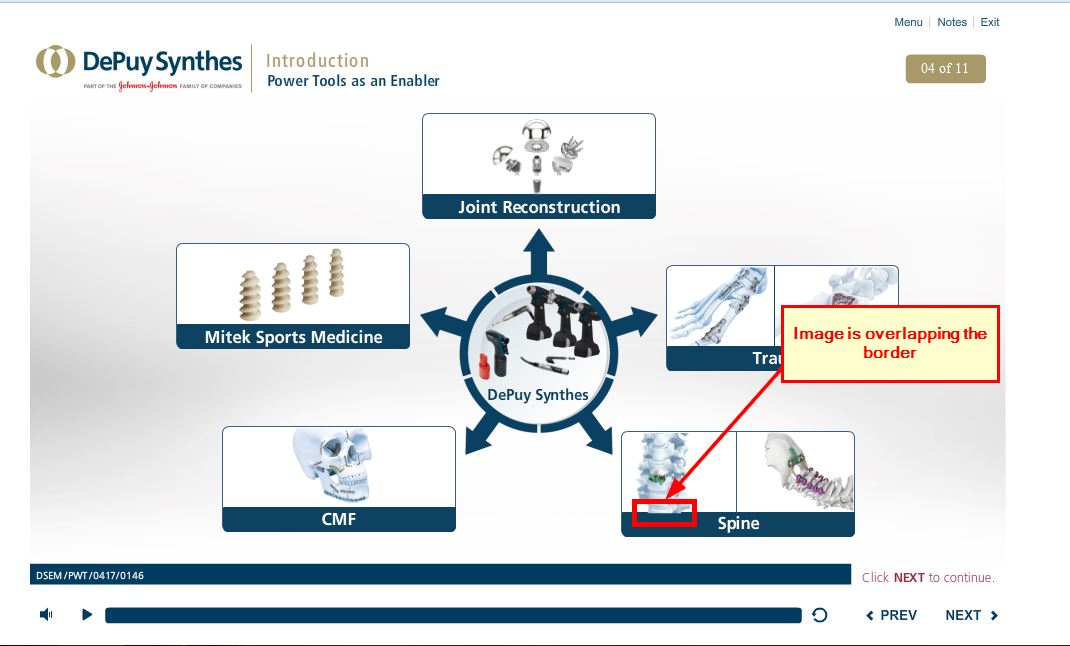 Menu | Notes | Exit
DePuy Synthes
PART OF THE Johnson & Johnson FAMILY OF COMPANIES
Introduction
Power Tools as an Enabler
04 of 11
Joint Reconstruction
Mitek Sports Medicine
Trau
Image is overlapping the
border
DePuy Synthes
CMF
Spine
DSEM/PWT/0417/0146
Click NEXT to continue.
PREV
NEXT